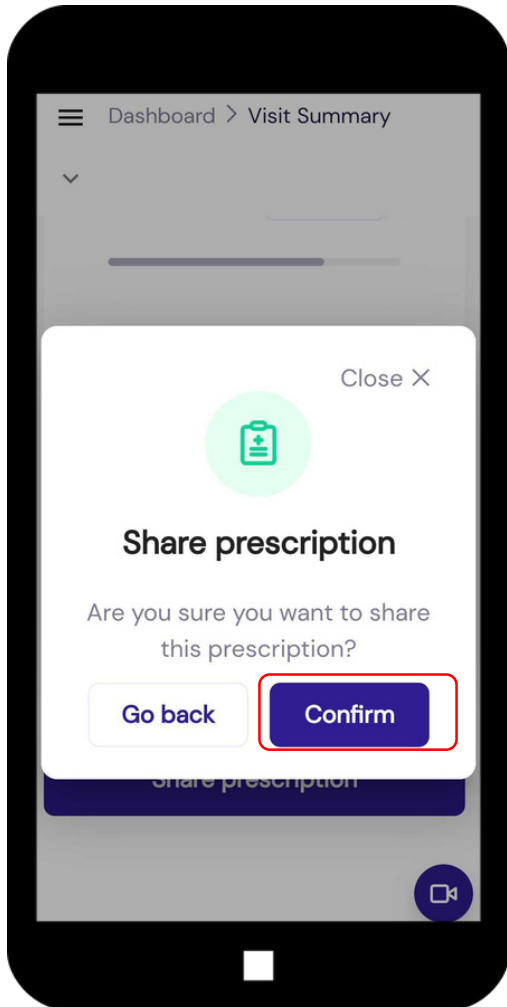 Dashboard > Visit Summary
Close ×
Share prescription
Are you sure you want to share
this prescription?
Go back Confirm
Share prescription